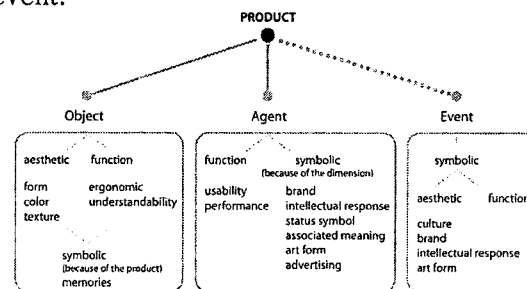 event.
PRODUCT
Object
Agent
Event
aesthetic function
form
color
texture
ergonomic
understandability
symbolic
(because of the product)
memories
function symbolic
(because of the dimension)
usability
performance
brand
intellectual response
status symbol
associated meaning
art form
advertising
symbolic
aesthetic function
culture
brand
intellectual response
art form